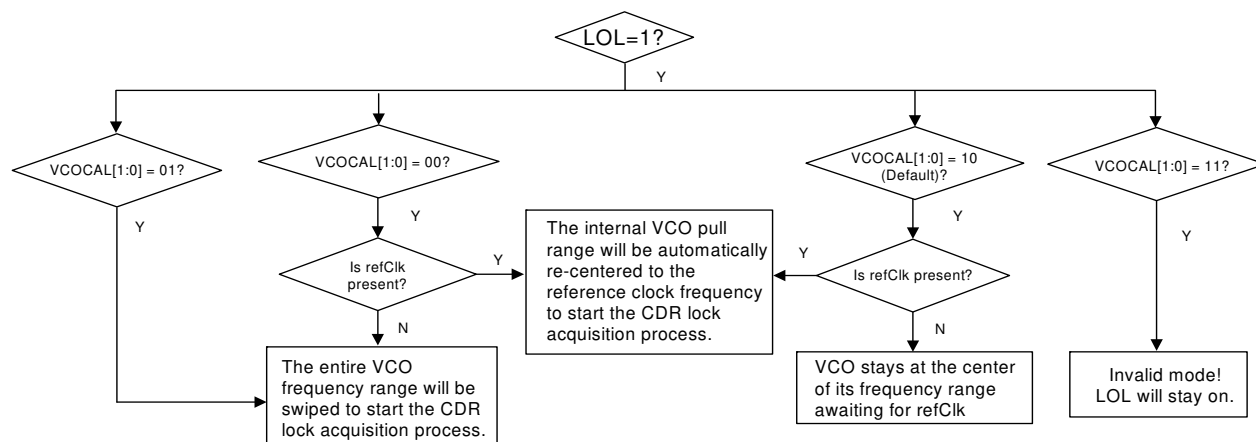 LOL=1?
Y
VCOCAL[1:0] = 01?
VCOCAL[1:0] = 00?
VCOCAL[1:0] = 10
(Default)?
VCOCAL[1:0] = 11?
Y
Y
Y
Y
Is refClk
present?
Y
The internal VCO pull
range will be automatically
re-centered to the
reference clock frequency
to start the CDR lock
acquisition process.
Y
Is refClk present?
N
N
The entire VCO
frequency range will be
swiped to start the CDR
lock acquisition process.
VCO stays at the center
of its frequency range
awaiting for refClk
Invalid mode!
LOL will stay on.